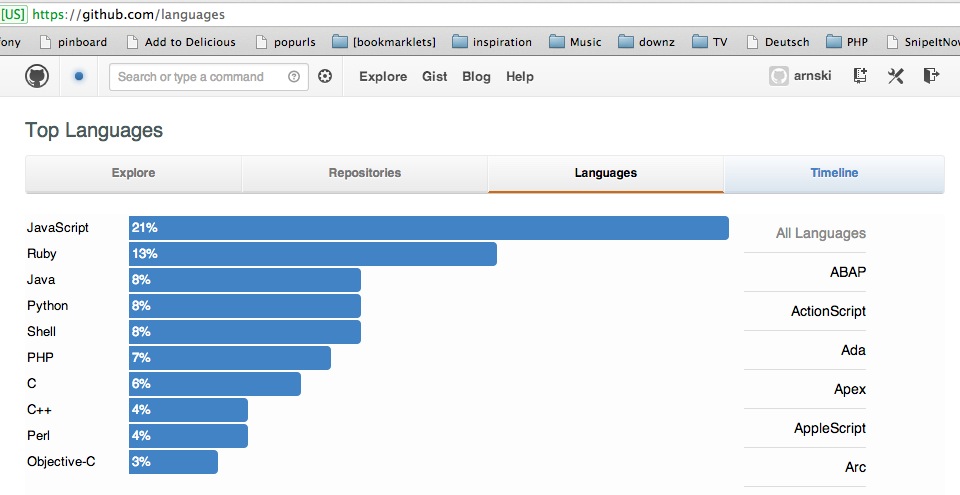 [US] https://github.com/languages
fony pinboard Add to Delicious popurls [bookmarklets] inspiration Music downz TV Deutsch PHP SnipeItNov
Search or type a command Explore Gist Blog Help arnski
Top Languages
Explore Repositories Languages Timeline
JavaScript 21%
Ruby 13%
Java 8%
Python 8%
Shell 8%
PHP 7%
C 6%
C++ 4%
Perl 4%
Objective-C 3%
All Languages
ABAP
ActionScript
Ada
Apex
AppleScript
Arc